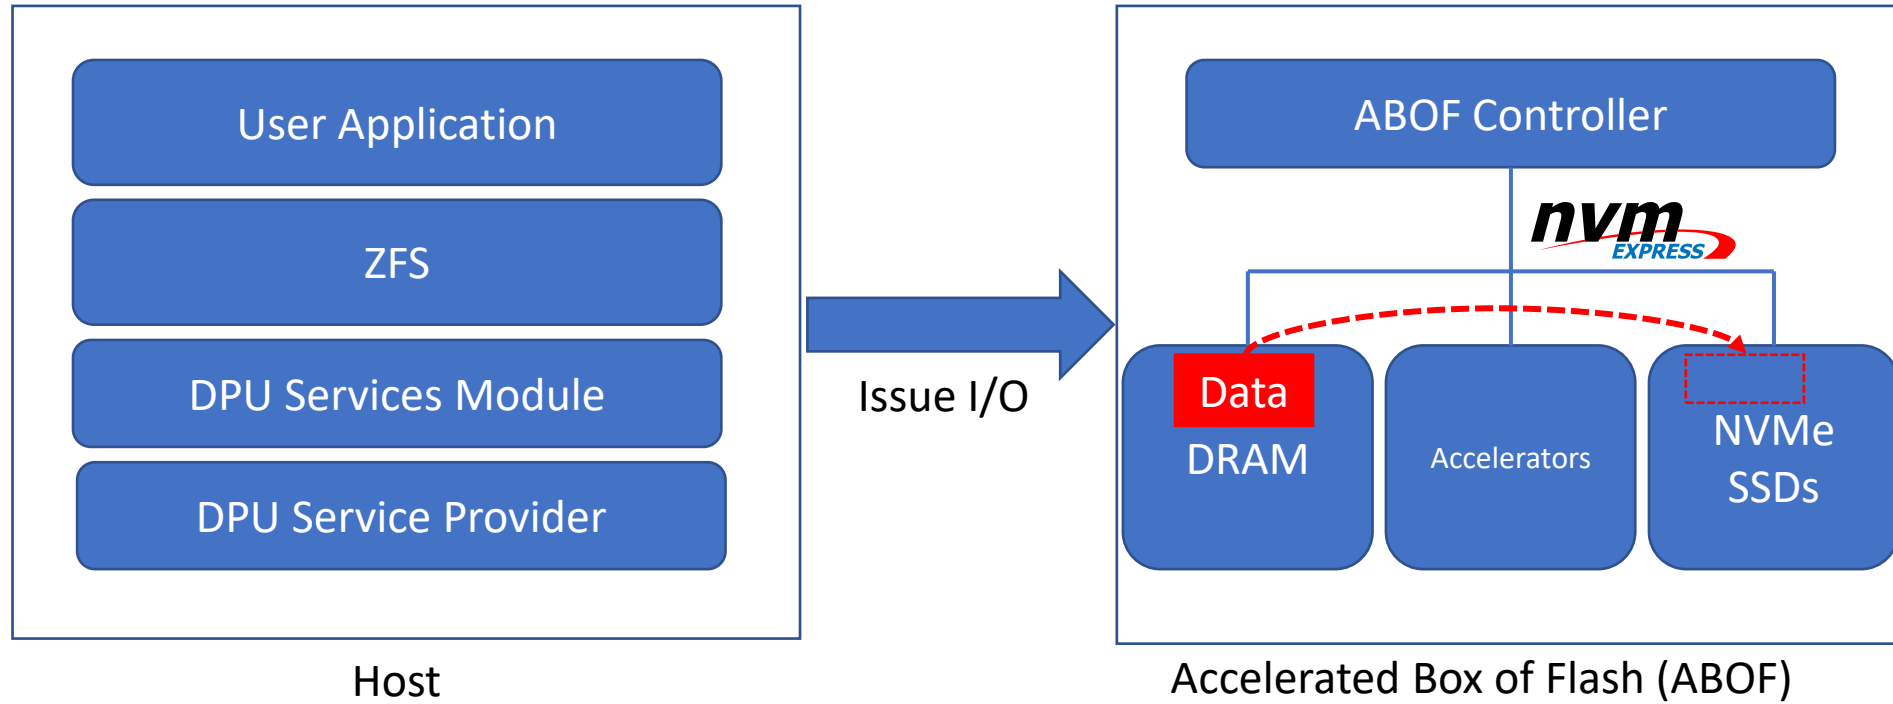 User Application
ZFS
DPU Services Module
DPU Service Provider
Host
Issue I/O
ABOF Controller
nvm
EXPRESS
Data
DRAM
Accelerators
NVMe
SSDs
Accelerated Box of Flash (ABOF)